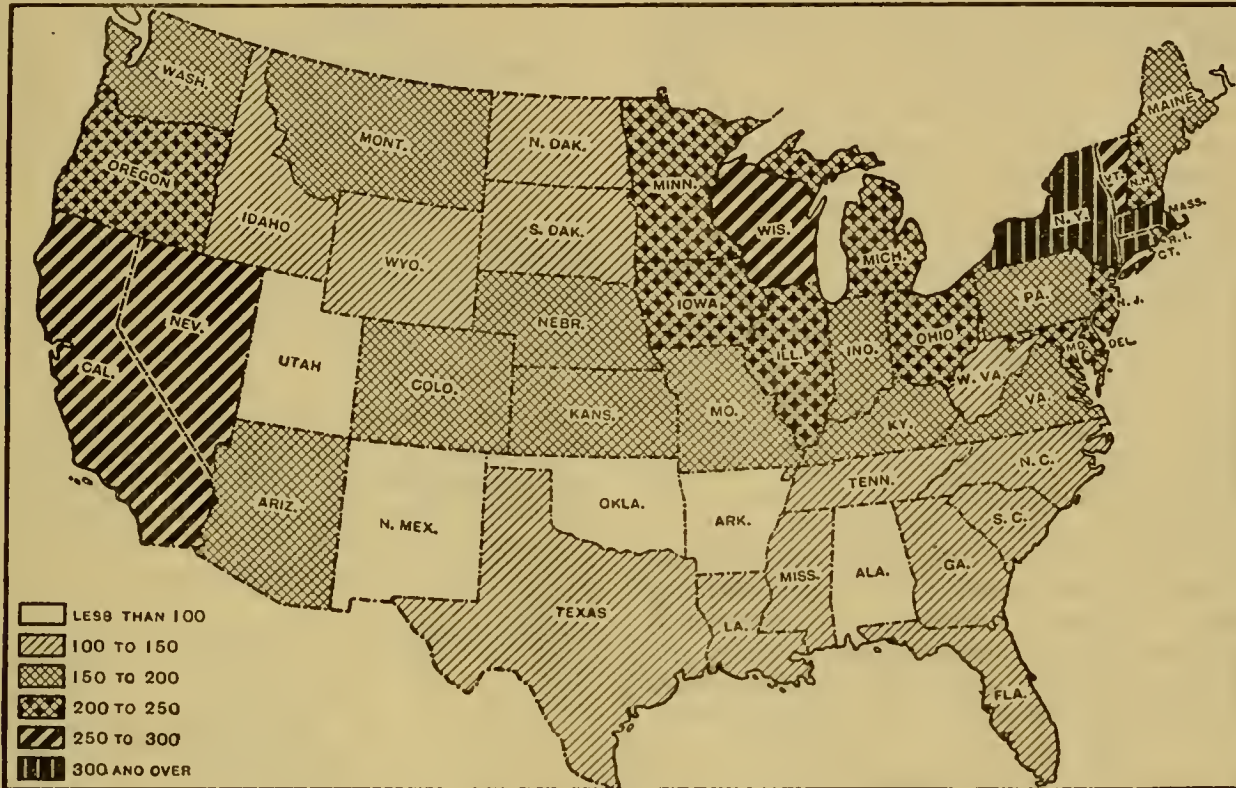 WASH.
MONT.
N. DAK.
MINN.
OREGON
IDAHO
WYO.
S. DAK.
WIS.
MICH.
N.Y.
VT.
N.H.
MAINE
MASS.
R.I.
CT.
CAL.
NEV.
UTAH
COLO.
NEBR.
IOWA
ILL.
IND.
OHIO
PA.
N.J.
MD.
DEL.
KANS.
MO.
KY.
W. VA.
VA.
ARIZ.
N. MEX.
OKLA.
ARK.
TENN.
N.C.
S.C.
TEXAS
LA.
MISS.
ALA.
GA.
FLA.
LESS THAN 100
100 TO 150
150 TO 200
200 TO 250
250 TO 300
300 AND OVER